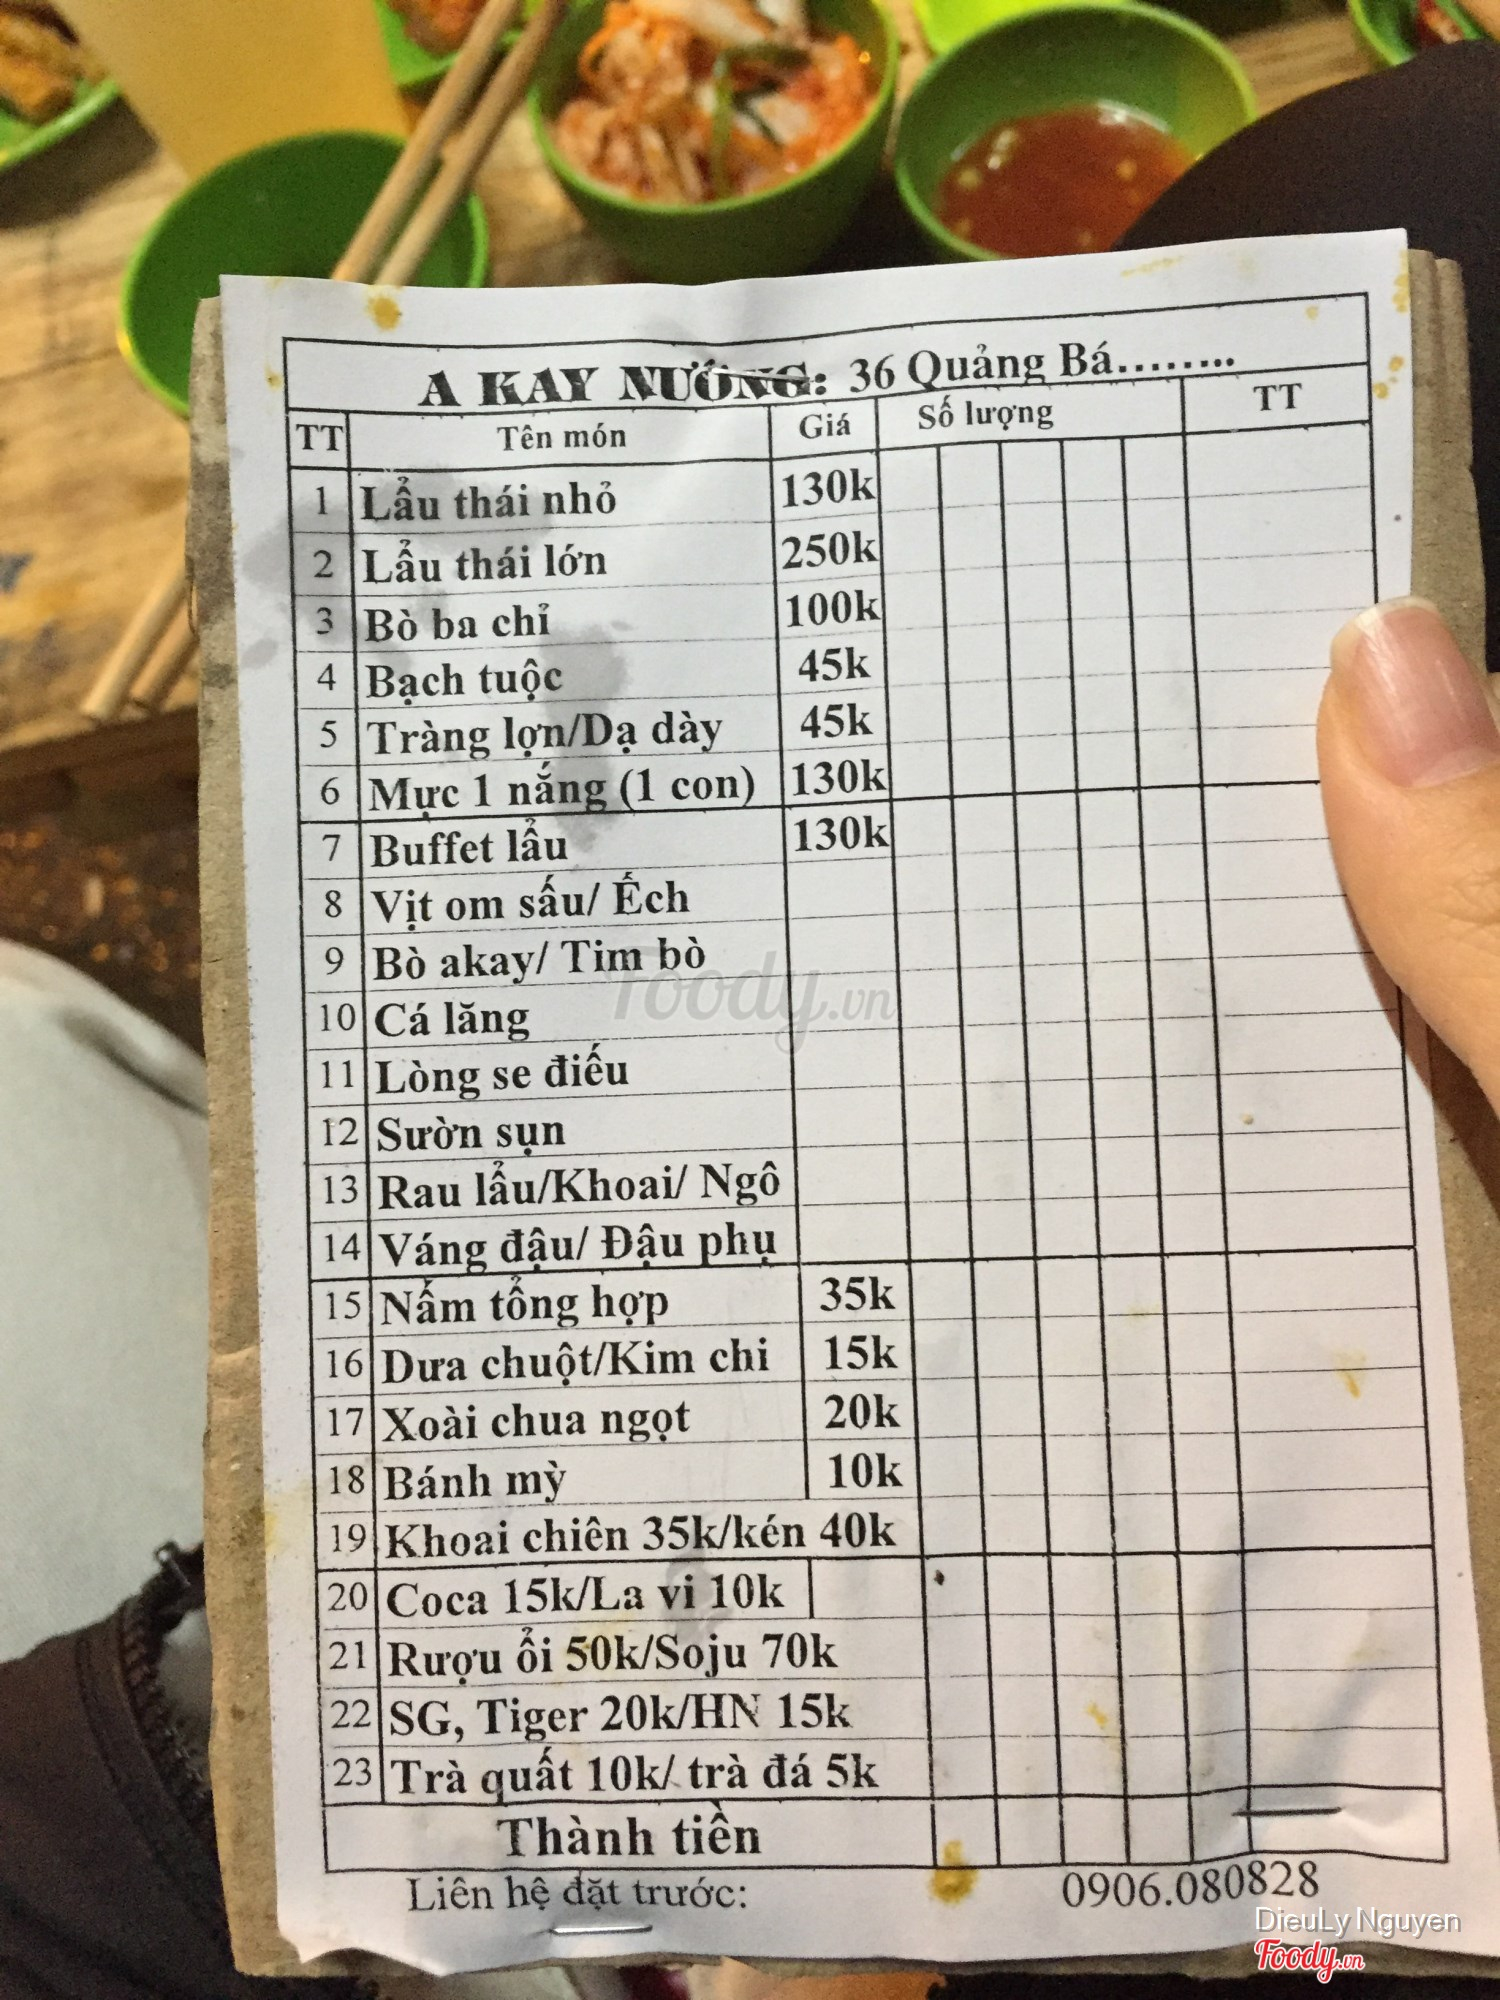 A KAY NƯỚNG: 36 Quảng Bá........
TT Tên món Giá Số lượng TT
1 Lẩu thái nhỏ 130k
2 Lẩu thái lớn 250k
3 Bò ba chỉ 100k
4 Bạch tuộc 45k
5 Tràng lợn/Dạ dày 45k
6 Mực 1 nắng (1 con) 130k
7 Buffet lẩu 130k
8 Vịt om sấu/ Ếch
9 Bò akay/ Tim bò
10 Cá lăng
11 Lòng se điếu
12 Sườn sụn
13 Rau lẩu/Khoai/ Ngô
14 Váng đậu/ Đậu phụ
15 Nấm tổng hợp 35k
16 Dưa chuột/Kim chi 15k
17 Xoài chua ngọt 20k
18 Bánh mỳ 10k
19 Khoai chiên 35k/kén 40k
20 Coca 15k/La vi 10k
21 Rượu ổi 50k/Soju 70k
22 SG, Tiger 20k/HN 15k
23 Trà quất 10k/ trà đá 5k
Thành tiền
Liên hệ đặt trước: 0906.080828
Foody.vn
DieuLy Nguyen
Foody.vn